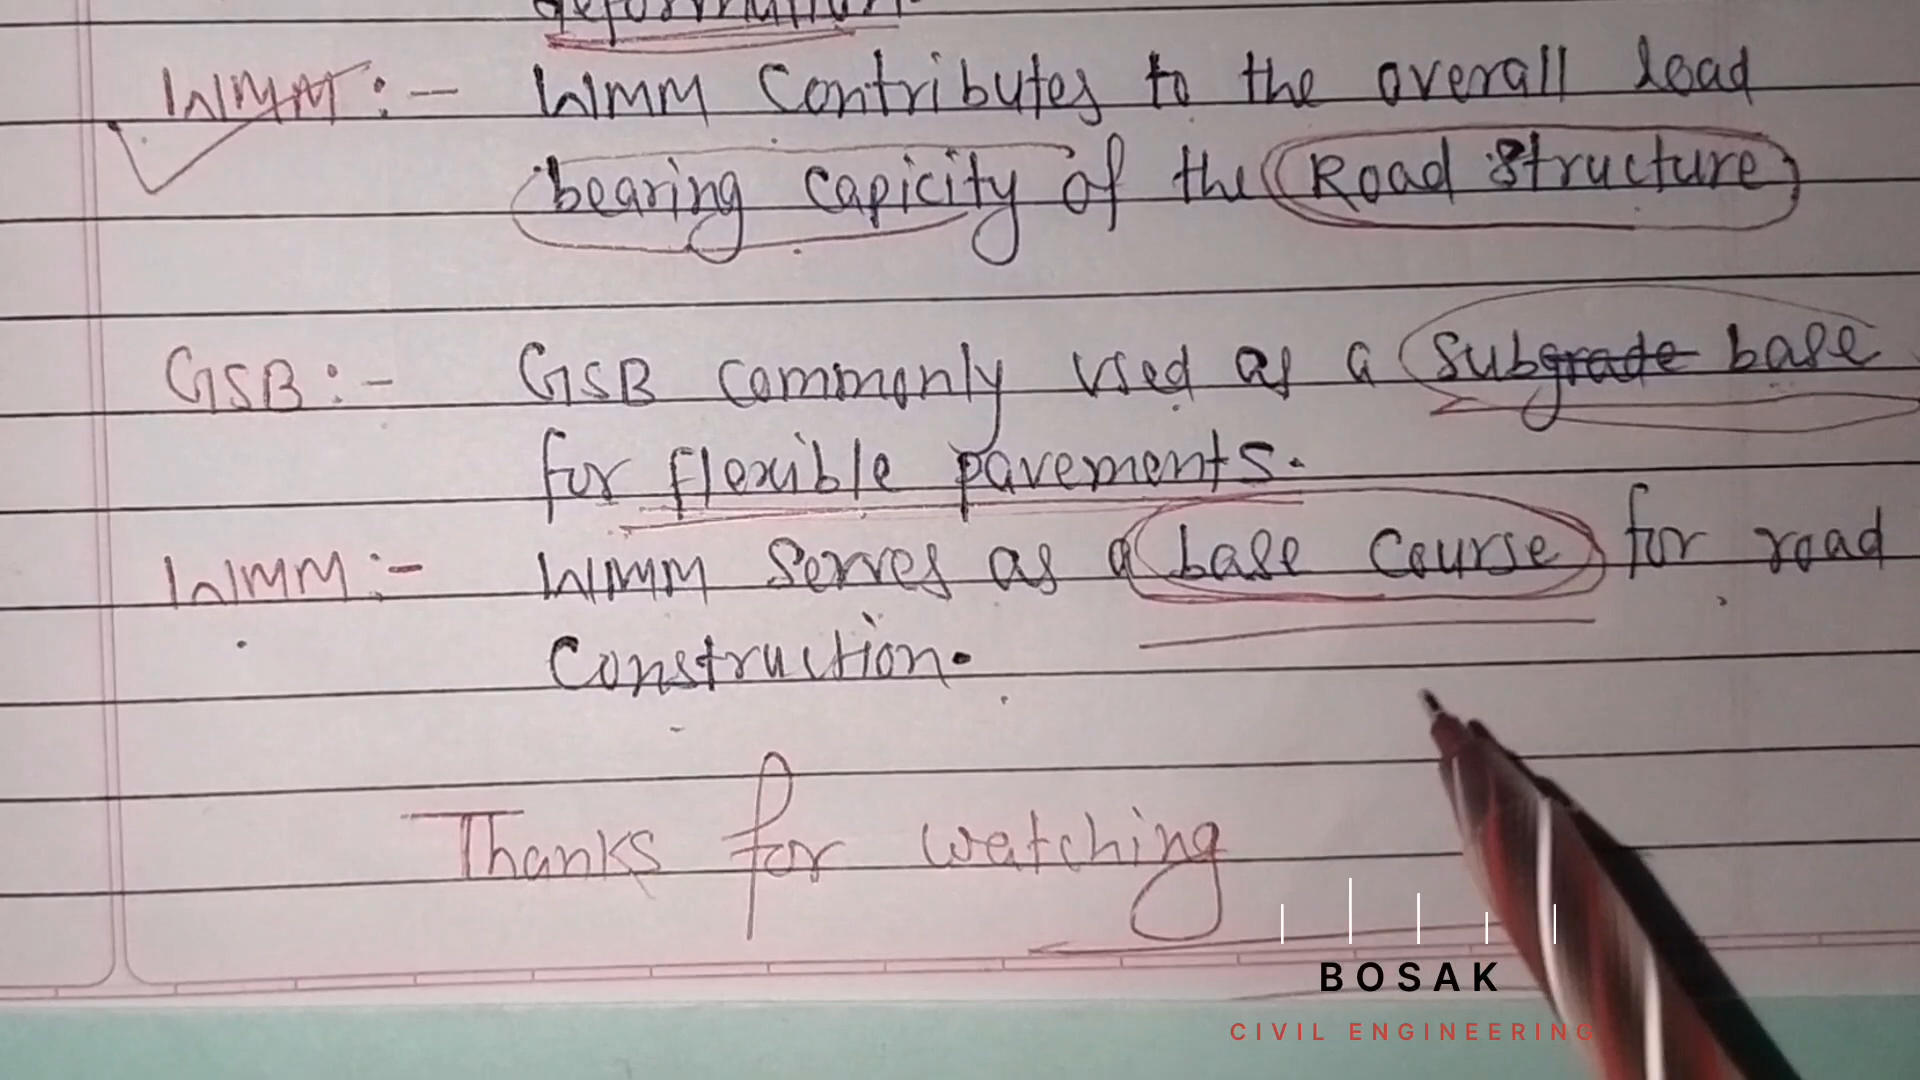 deformation.
WMM :- WMM Contributes to the overall load
bearing capicity of the Road Structure
GSB :- GSB commonly used as a Subgrade base
for flexible pavements.
WMM :- WMM Serves as a base Course for road
Construction.
Thanks for watching
BOSAK
CIVIL ENGINEERING